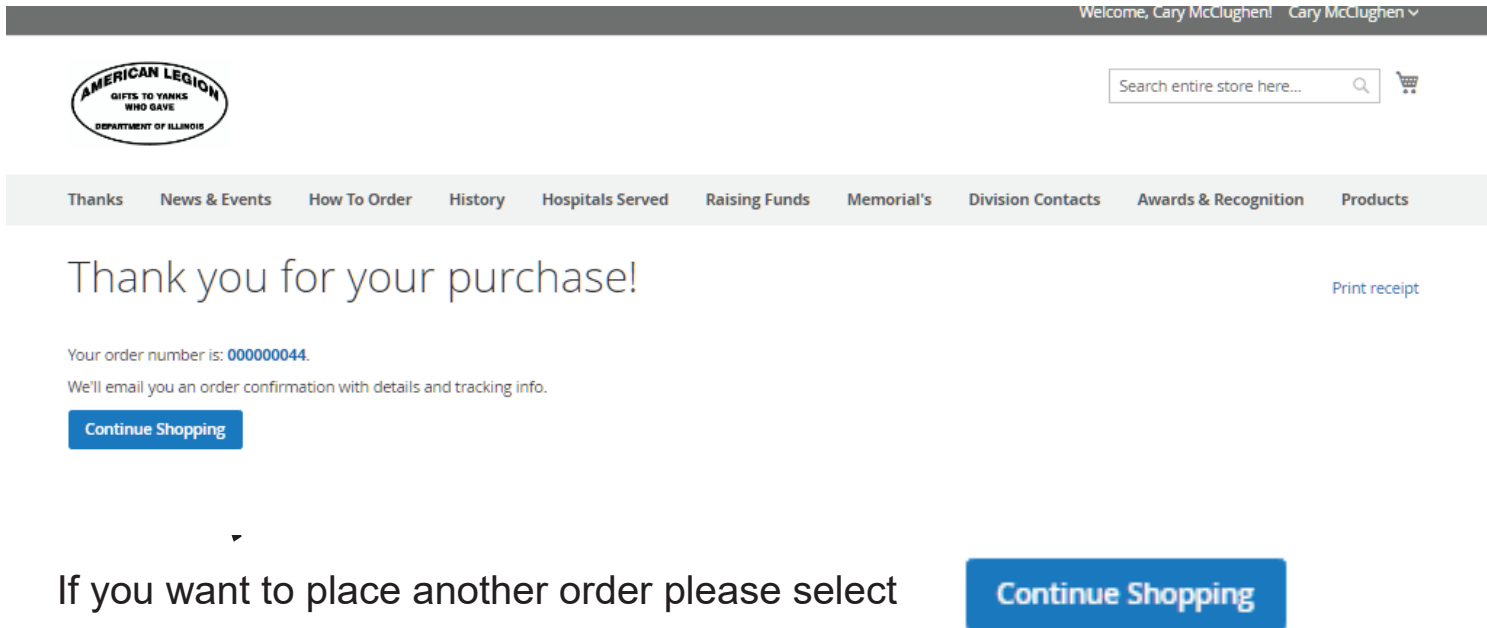 Welcome, Cary McClughen! Cary McClughen
AMERICAN LEGION
GIFTS TO YANKS
WHO GAVE
DEPARTMENT OF ILLINOIS
Search entire store here...
Thanks News & Events How To Order History Hospitals Served Raising Funds Memorial's Division Contacts Awards & Recognition Products
Thank you for your purchase!
Print receipt
Your order number is: 000000044.
We'll email you an order confirmation with details and tracking info.
Continue Shopping
If you want to place another order please select Continue Shopping